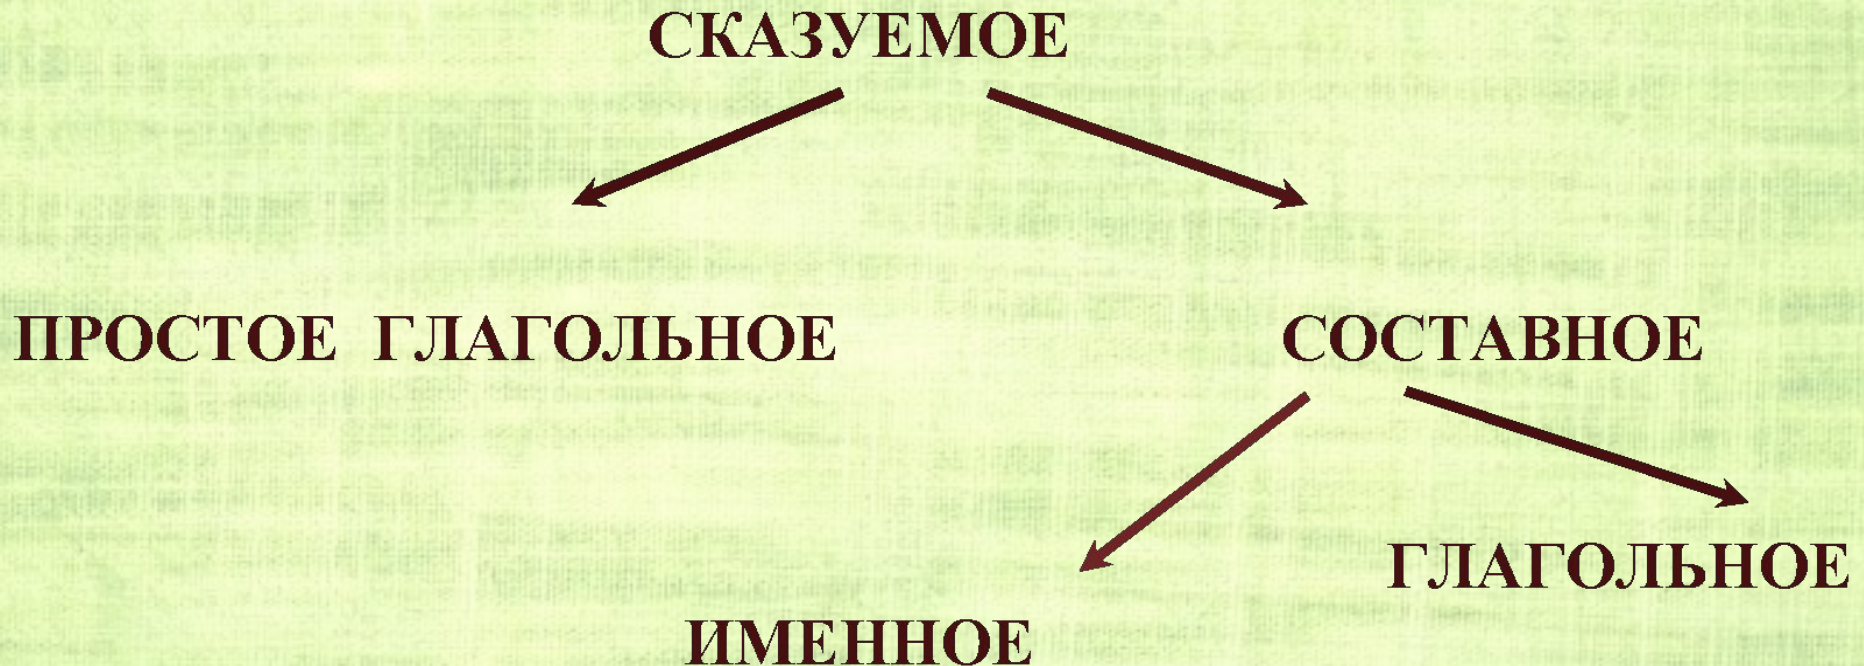 СКАЗУЕМОЕ
ПРОСТОЕ ГЛАГОЛЬНОЕ
СОСТАВНОЕ
ГЛАГОЛЬНОЕ
ИМЕННОЕ